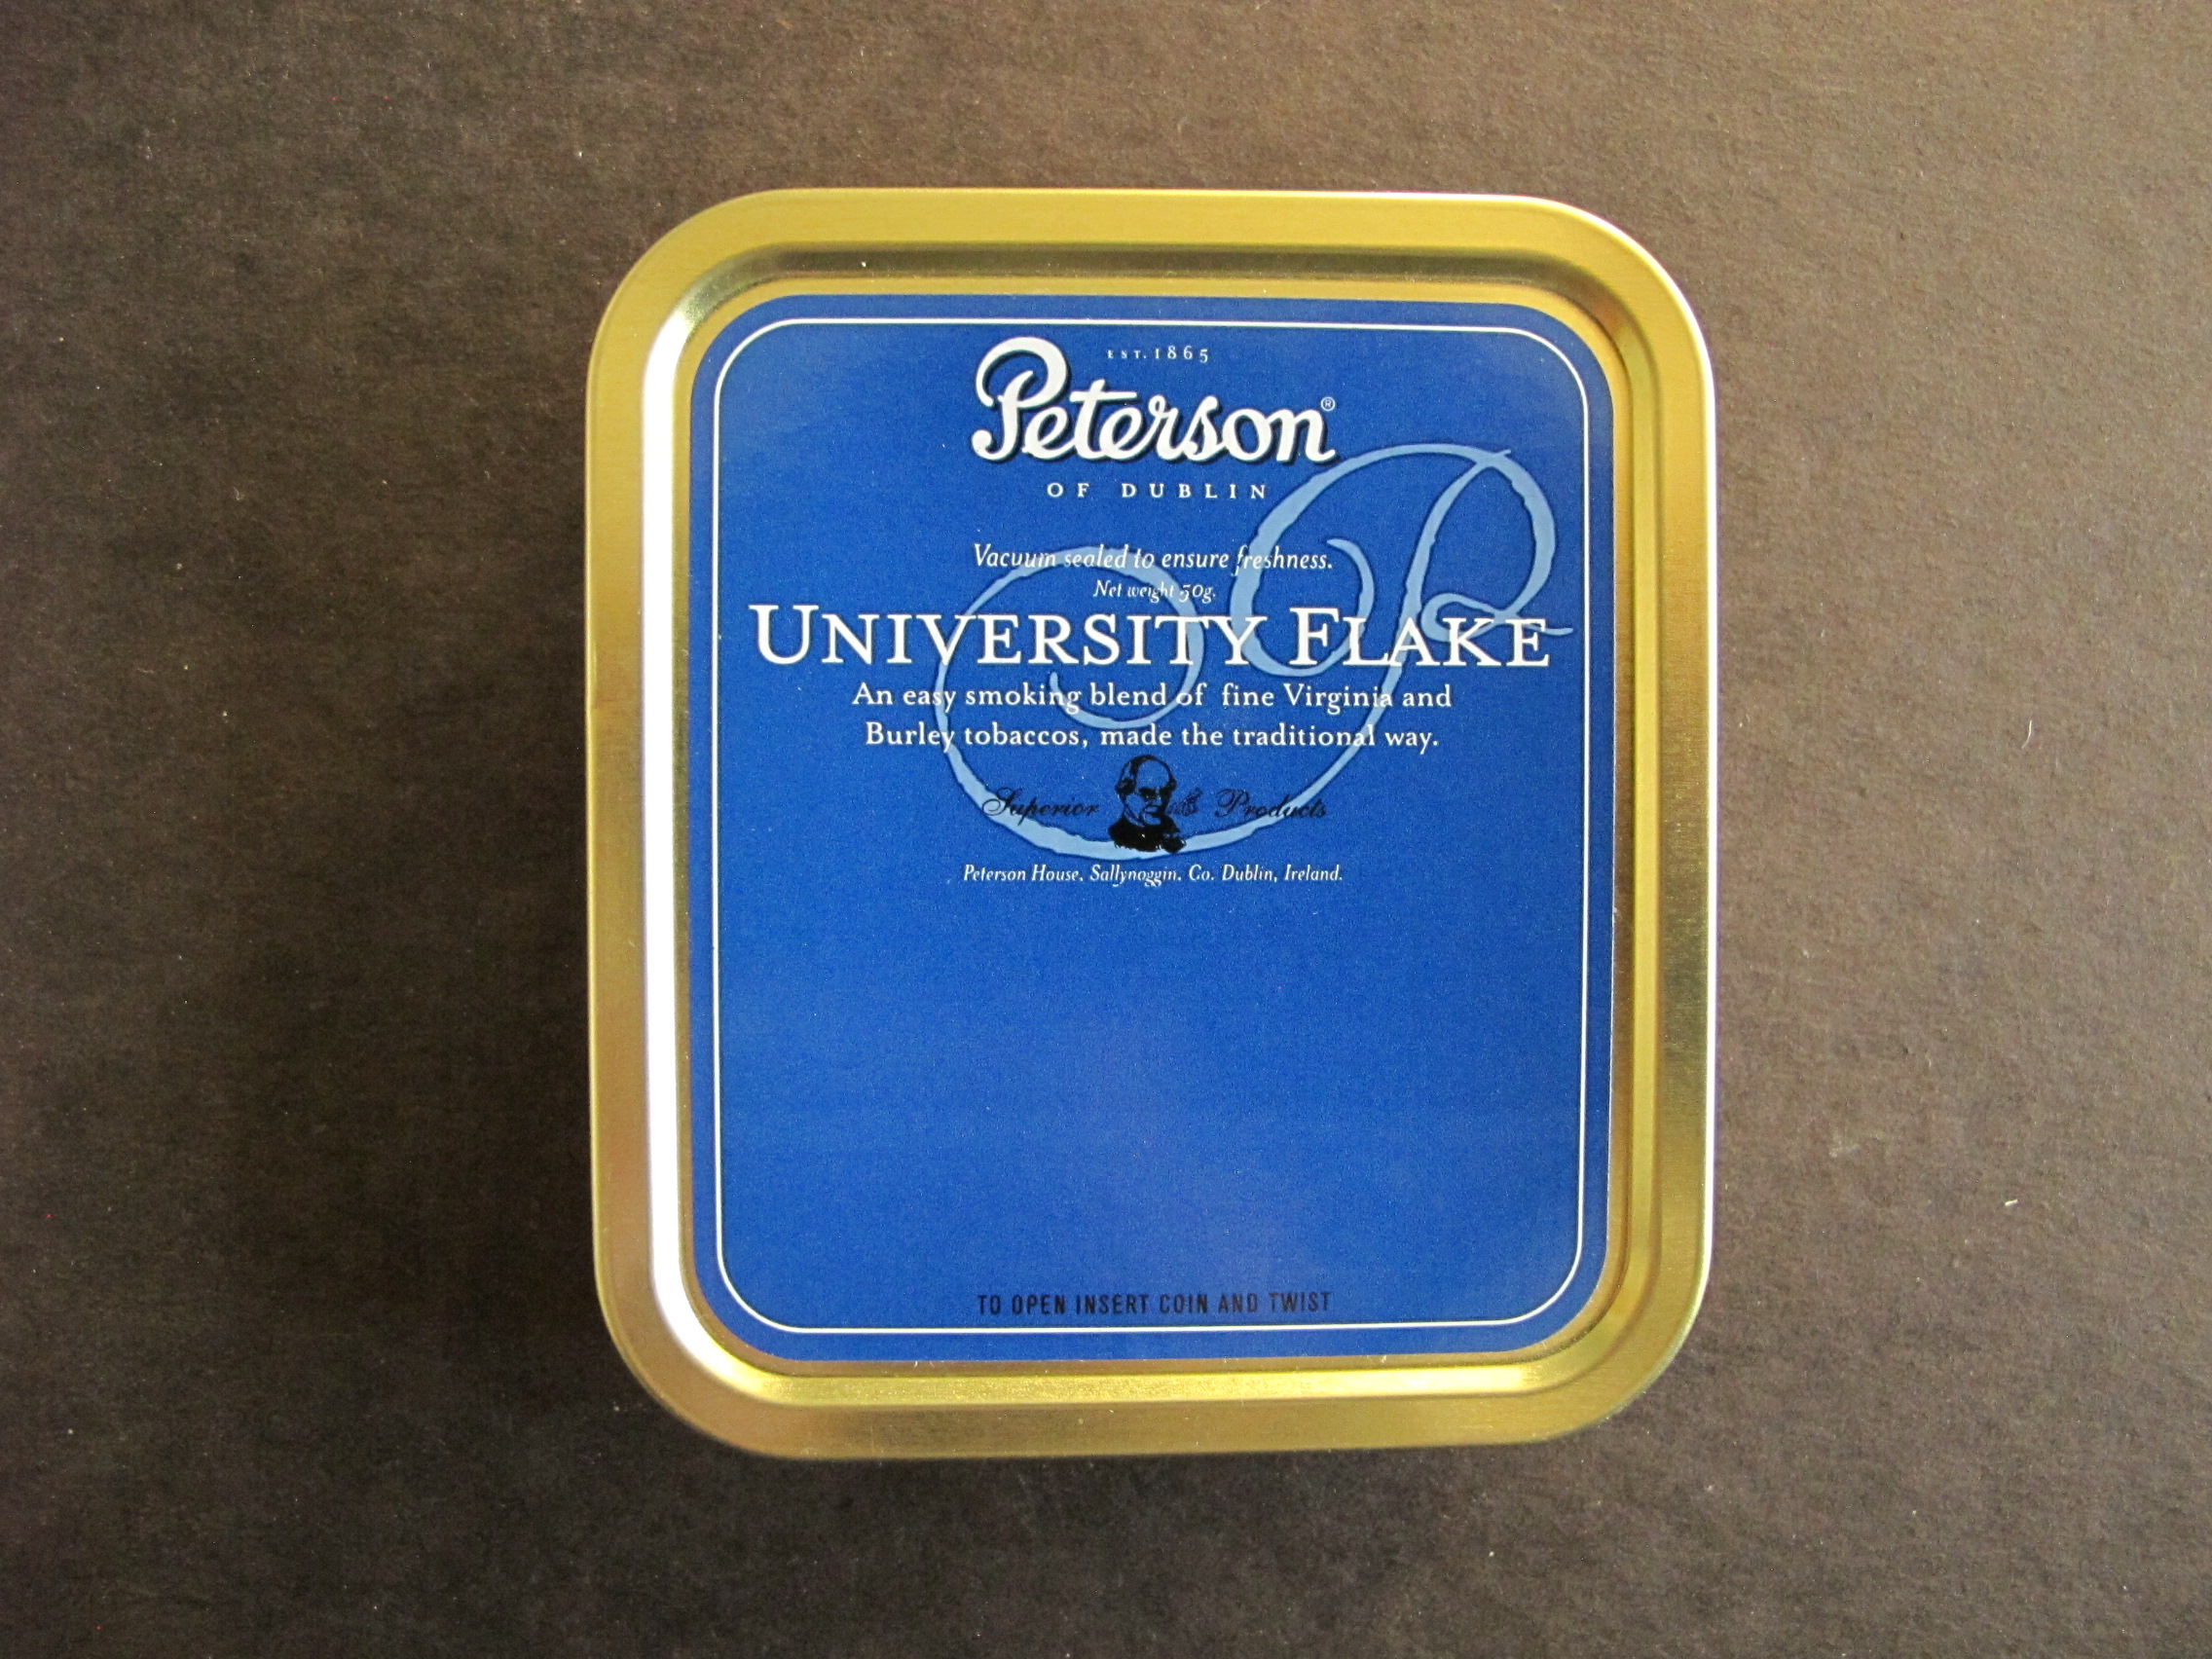 EST. 1865
Peterson®
OF DUBLIN
Vacuum sealed to ensure freshness.
Net weight 50g.
UNIVERSITY FLAKE
An easy smoking blend of fine Virginia and
Burley tobaccos, made the traditional way.
Superior Products
Peterson House, Sallynoggin, Co. Dublin, Ireland.
TO OPEN INSERT COIN AND TWIST